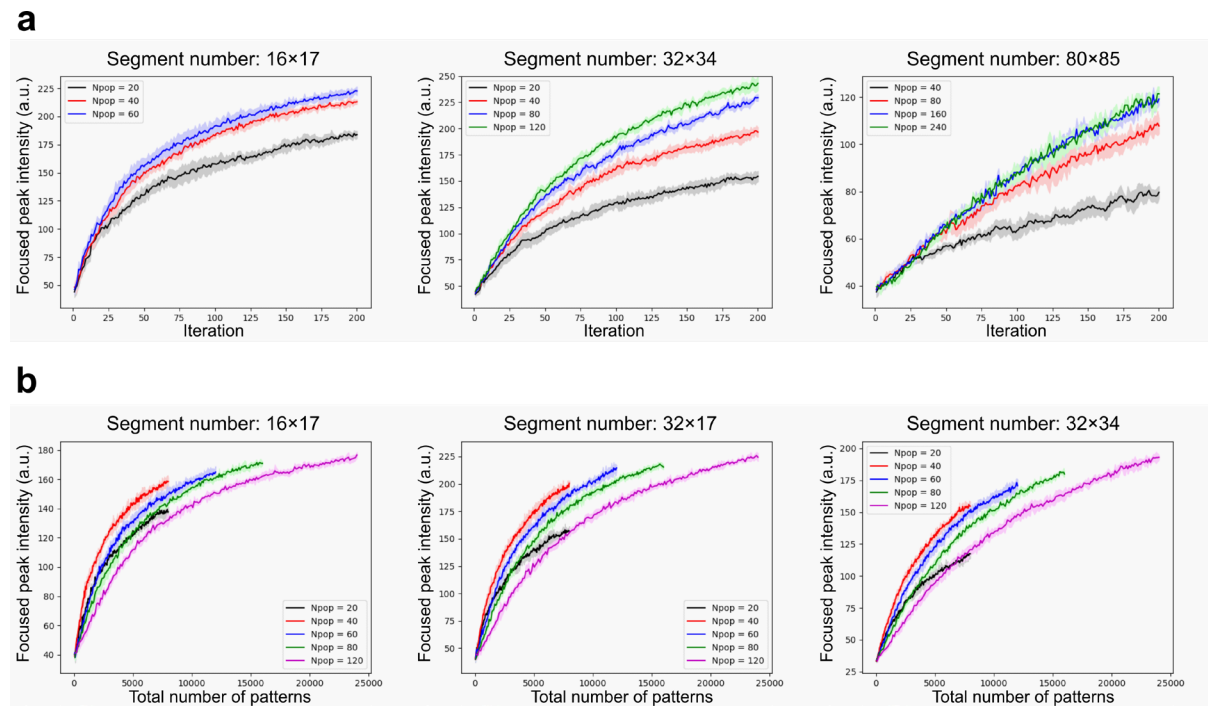 a
Segment number: 16×17
Focused peak intensity (a.u.)
225
200
175
150
125
100
75
50
Npop = 20
Npop = 40
Npop = 60
0 25 50 75 100 125 150 175 200
Iteration
Segment number: 32×34
Focused peak intensity (a.u.)
250
225
200
175
150
125
100
75
50
Npop = 20
Npop = 40
Npop = 80
Npop = 120
0 25 50 75 100 125 150 175 200
Iteration
Segment number: 80×85
Focused peak intensity (a.u.)
120
100
80
60
40
Npop = 40
Npop = 80
Npop = 160
Npop = 240
0 25 50 75 100 125 150 175 200
Iteration
b
Segment number: 16×17
Focused peak intensity (a.u.)
180
160
140
120
100
80
60
40
Npop = 20
Npop = 40
Npop = 60
Npop = 80
Npop = 120
0 5000 10000 15000 20000 25000
Total number of patterns
Segment number: 32×17
Focused peak intensity (a.u.)
225
200
175
150
125
100
75
50
Npop = 20
Npop = 40
Npop = 60
Npop = 80
Npop = 120
0 5000 10000 15000 20000 25000
Total number of patterns
Segment number: 32×34
Focused peak intensity (a.u.)
200
175
150
125
100
75
50
25
Npop = 20
Npop = 40
Npop = 60
Npop = 80
Npop = 120
0 5000 10000 15000 20000 25000
Total number of patterns